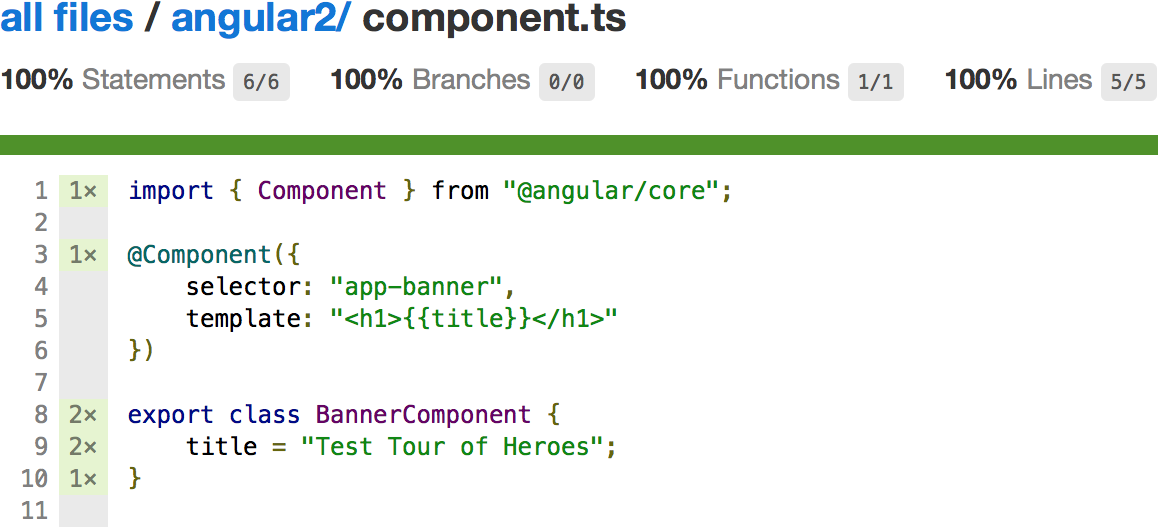 all files / angular2/ component.ts
100% Statements 6/6 100% Branches 0/0 100% Functions 1/1 100% Lines 5/5
1 1× import { Component } from "@angular/core";
2
3 1× @Component({
4 selector: "app-banner",
5 template: "<h1>{{title}}</h1>"
6 })
7
8 2× export class BannerComponent {
9 2× title = "Test Tour of Heroes";
10 1× }
11